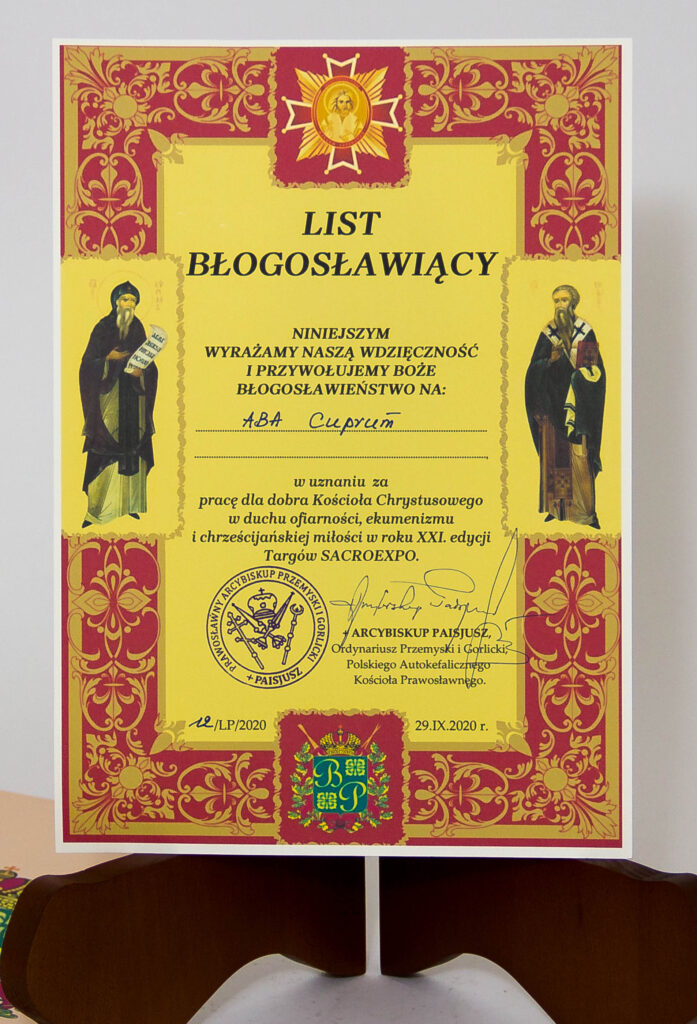 LIST
BŁOGOSŁAWIĄCY
NINIEJSZYM
WYRAŻAMY NASZĄ WDZIĘCZNOŚĆ
I PRZYWOŁUJEMY BOŻE
BŁOGOSŁAWIEŃSTWO NA:
ABA Cuprum
w uznaniu za
pracę dla dobra Kościoła Chrystusowego
w duchu ofiarności, ekumenizmu
i chrześcijańskiej miłości w roku XXI. edycji
Targów SACROEXPO.
PRAWOSŁAWNY ARCYBISKUP PRZEMYSKI I GORLICKI
+ PAISJUSZ
+ ARCYBISKUP PAISJUSZ,
Ordynariusz Przemyski i Gorlicki,
Polskiego Autokefalicznego
Kościoła Prawosławnego.
12/LP/2020
29.IX.2020 r.
B
P